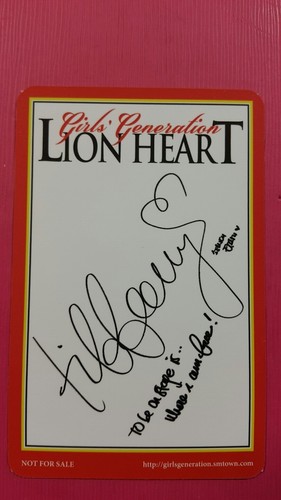 Girls' Generation
LION HEART
tiffany
TO be on stage is...
where I am free!
NOT FOR SALE
http://girlsgeneration.smtown.com